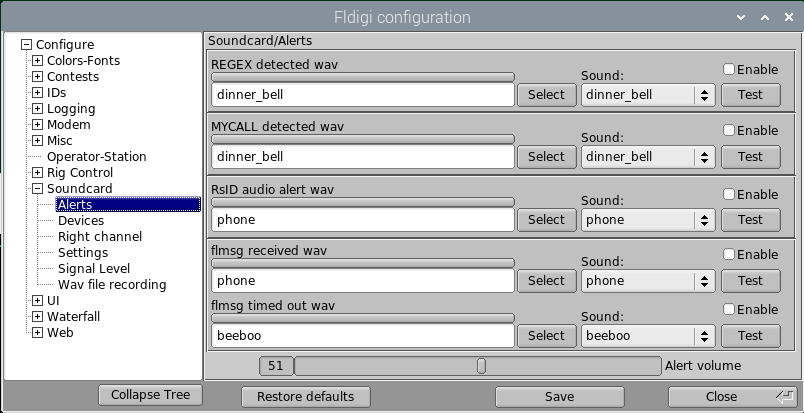 Fldigi configuration
Configure
Colors-Fonts
Contests
IDs
Logging
Modem
Misc
Operator-Station
Rig Control
Soundcard
Alerts
Devices
Right channel
Settings
Signal Level
Wav file recording
UI
Waterfall
Web
Collapse Tree
Soundcard/Alerts
REGEX detected wav
Sound:
Enable
dinner_bell
Select
dinner_bell
Test
MYCALL detected wav
Sound:
Enable
dinner_bell
Select
dinner_bell
Test
RsID audio alert wav
Sound:
Enable
phone
Select
phone
Test
flmsg received wav
Sound:
Enable
phone
Select
phone
Test
flmsg timed out wav
Sound:
Enable
beeboo
Select
beeboo
Test
51
Alert volume
Restore defaults
Save
Close